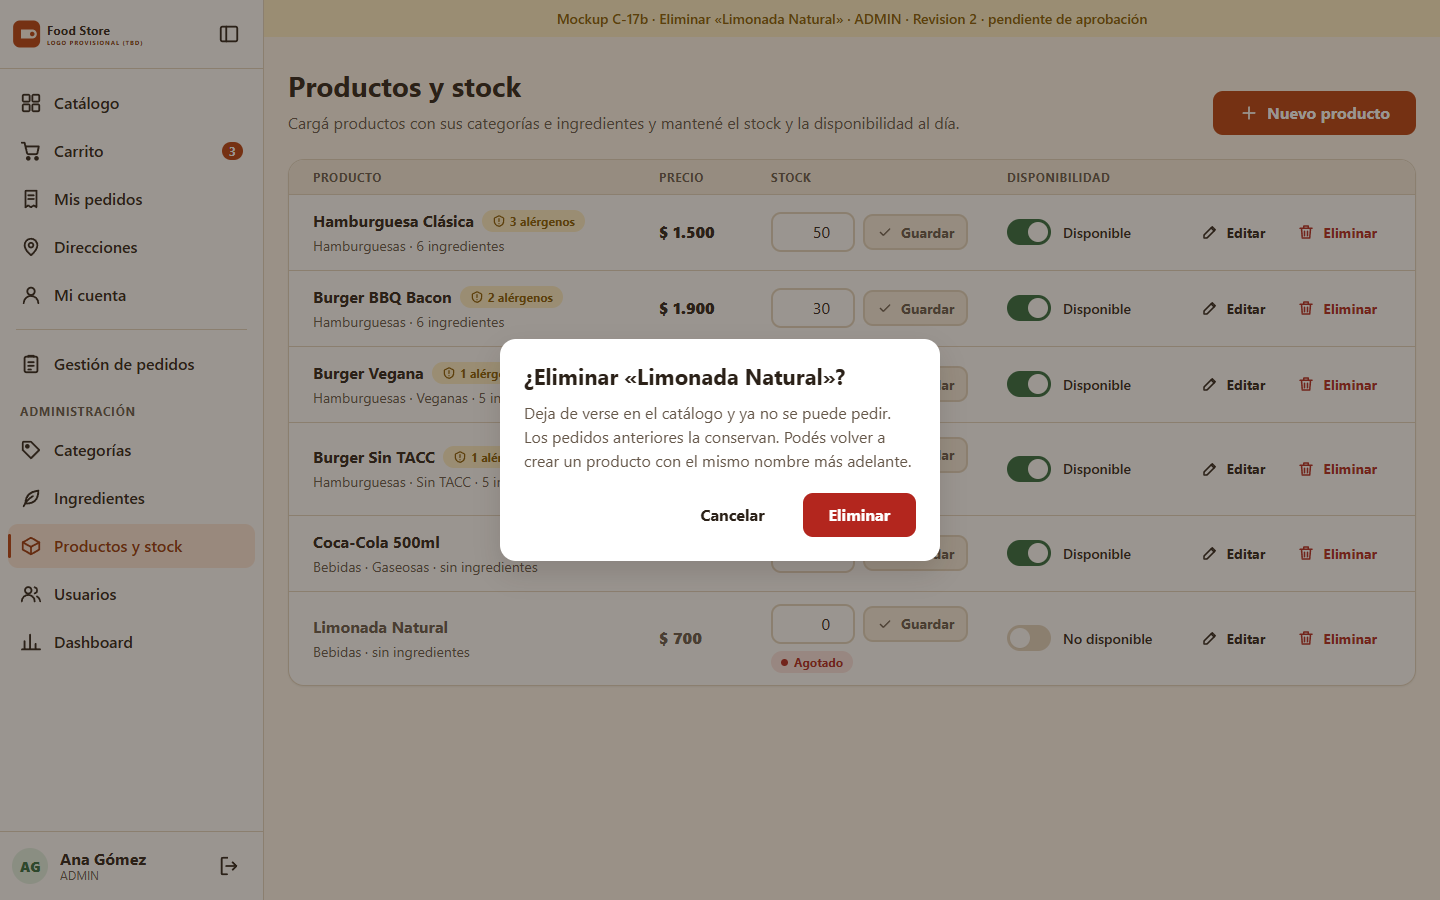 Food Store
LOGO PROVISIONAL (TBD)
Catálogo
Carrito
3
Mis pedidos
Direcciones
Mi cuenta
Gestión de pedidos
ADMINISTRACIÓN
Categorías
Ingredientes
Productos y stock
Usuarios
Dashboard
AG
Ana Gómez
ADMIN
Mockup C-17b · Eliminar «Limonada Natural» · ADMIN · Revision 2 · pendiente de aprobación
Productos y stock
Cargá productos con sus categorías e ingredientes y mantené el stock y la disponibilidad al día.
Nuevo producto
PRODUCTO PRECIO STOCK DISPONIBILIDAD
Hamburguesa Clásica 3 alérgenos
Hamburguesas · 6 ingredientes
$ 1.500 50 Guardar Disponible Editar Eliminar
Burger BBQ Bacon 2 alérgenos
Hamburguesas · 6 ingredientes
$ 1.900 30 Guardar Disponible Editar Eliminar
Burger Vegana 1
Hamburguesas · Veganas · 5
Disponible Editar Eliminar
Burger Sin TACC 1
Hamburguesas · Sin TACC · 5
Disponible Editar Eliminar
Coca-Cola 500ml
Bebidas · Gaseosas · sin ingredientes
Disponible Editar Eliminar
Limonada Natural
Bebidas · sin ingredientes
$ 700 0 Guardar No disponible Editar Eliminar
Agotado
¿Eliminar «Limonada Natural»?
Deja de verse en el catálogo y ya no se puede pedir.
Los pedidos anteriores la conservan. Podés volver a
crear un producto con el mismo nombre más adelante.
Cancelar
Eliminar